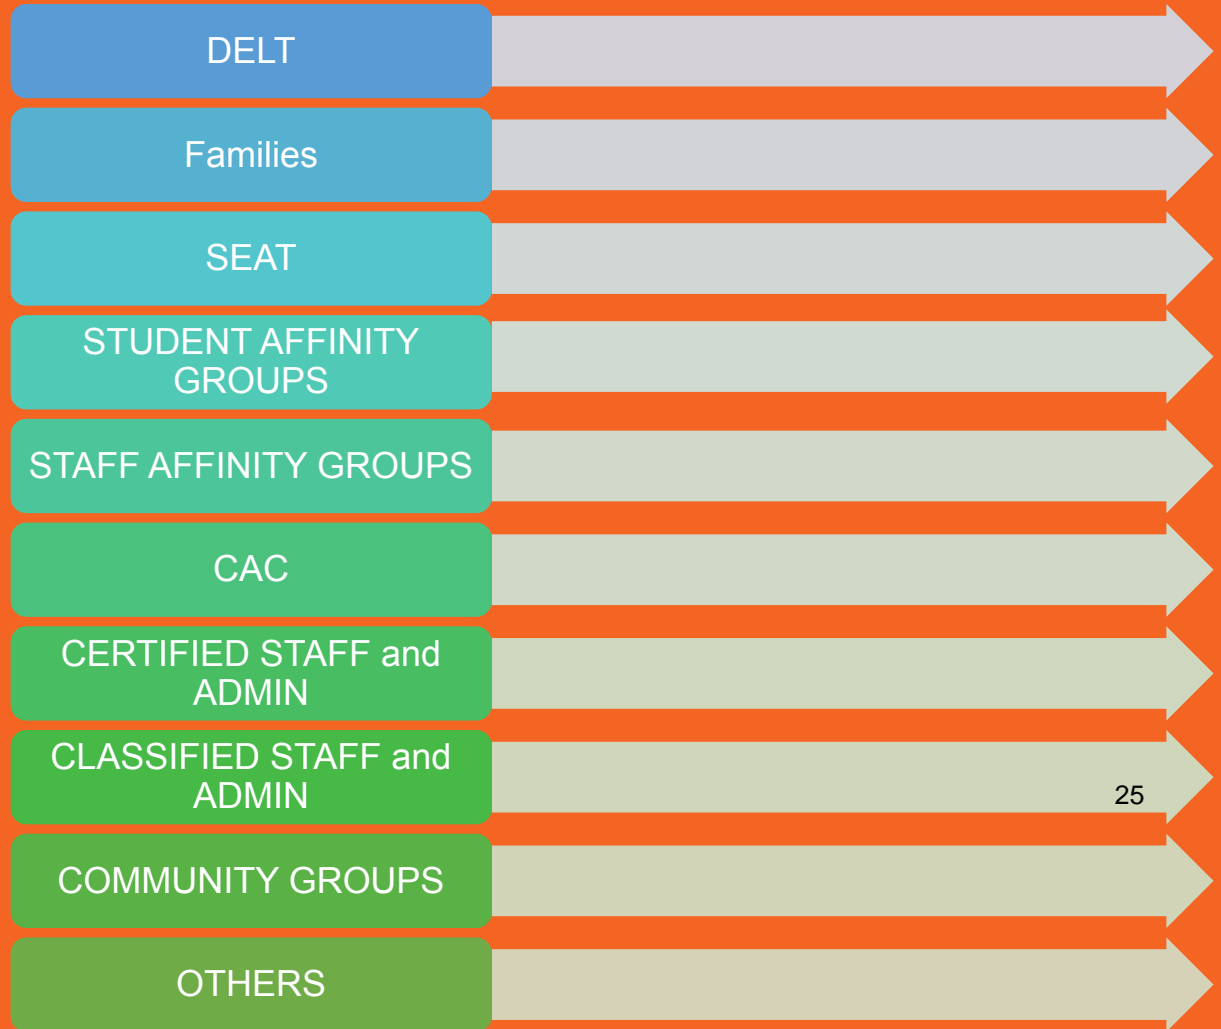 DELT
Families
SEAT
STUDENT AFFINITY
GROUPS
STAFF AFFINITY GROUPS
CAC
CERTIFIED STAFF and
ADMIN
CLASSIFIED STAFF and
ADMIN
25
COMMUNITY GROUPS
OTHERS